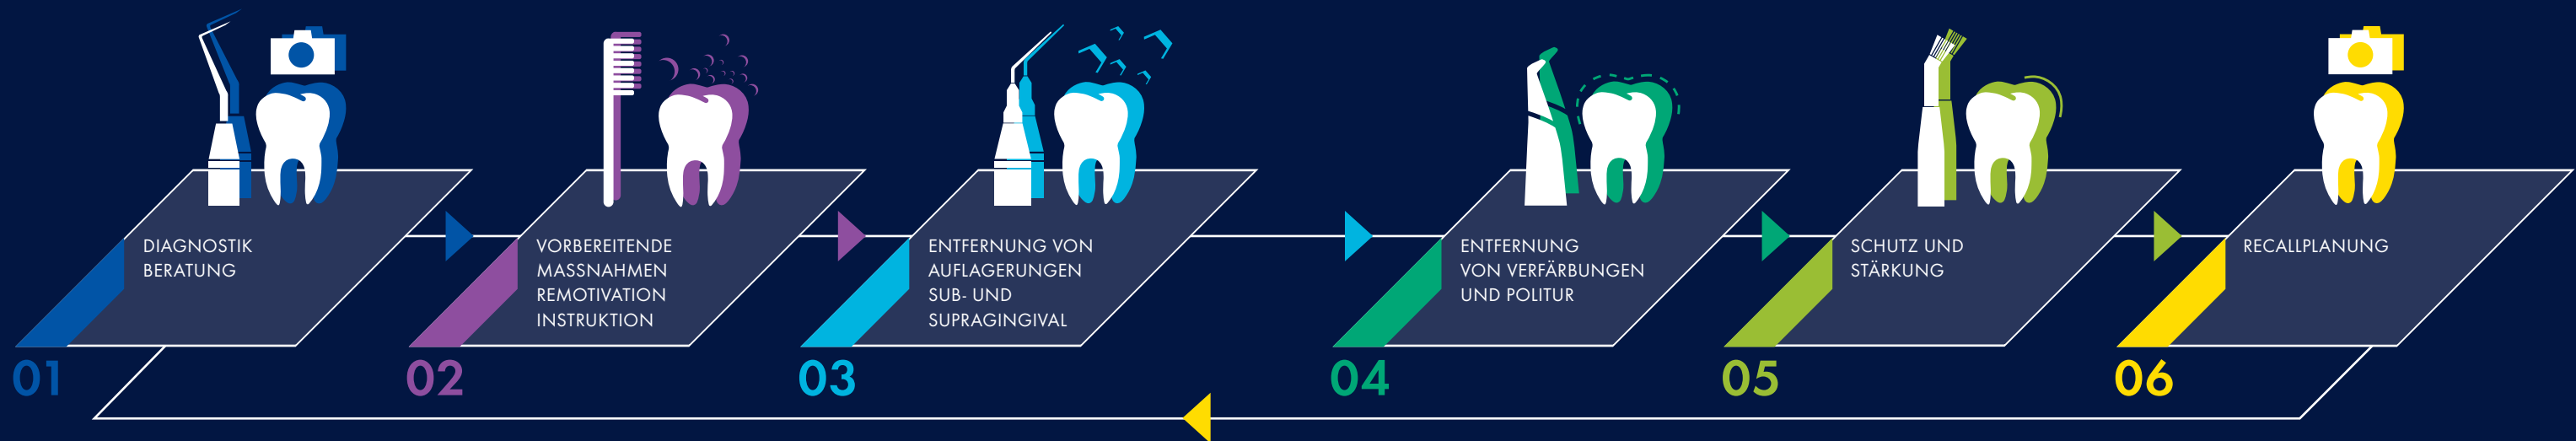 DIAGNOSTIK
BERATUNG
01
VORBEREITENDE
MASSNAHMEN
REMOTIVATION
INSTRUKTION
02
ENTFERNUNG VON
AUFLAGERUNGEN
SUB- UND
SUPRAGINGIVAL
03
ENTFERNUNG
VON VERFÄRBUNGEN
UND POLITUR
04
SCHUTZ UND
STÄRKUNG
05
RECALLPLANUNG
06